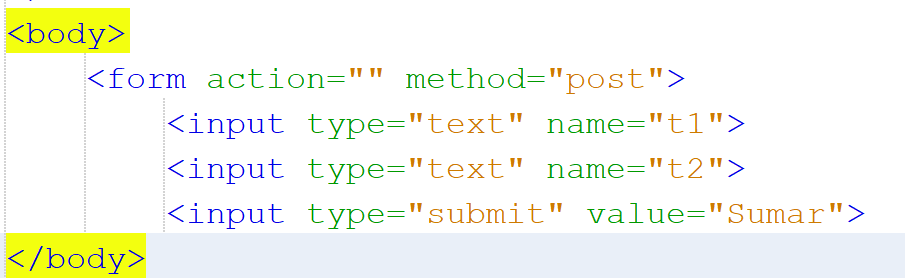 <body>
<form action="" method="post">
<input type="text" name="t1">
<input type="text" name="t2">
<input type="submit" value="Sumar">
</body>